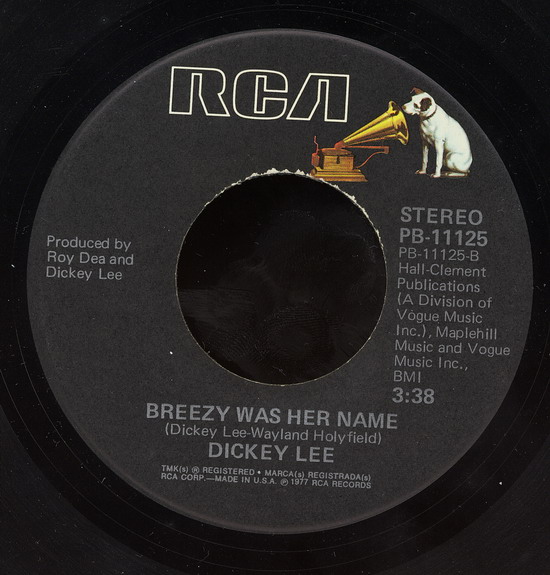 RCA
Produced by
Roy Dea and
Dickey Lee
STEREO
PB-11125
PB-11125-B
Hall-Clement
Publications
(A Division of
Vogue Music
Inc.), Maplehill
Music and Vogue
Music Inc.,
BMI
3:38
BREEZY WAS HER NAME
(Dickey Lee-Wayland Holyfield)
DICKEY LEE
TMK(s) ® REGISTERED • MARCA(s) REGISTRADA(s)
RCA CORP.—MADE IN U.S.A. ℗ 1977 RCA RECORDS